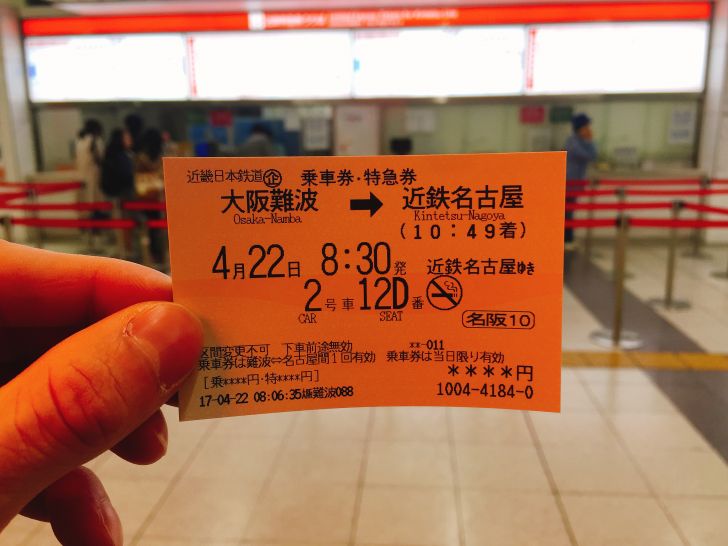 近畿日本鉄道 企 乗車券・特急券
大阪難波 ➡ 近鉄名古屋
Osaka-Namba Kintetsu-Nagoya
(10:49着)
4月22日 8:30発 近鉄名古屋ゆき
2号車 12D番
CAR SEAT
名阪10
区間変更不可 下車前途無効 **-011
乗車券は難波⇔名古屋間1回有効 乗車券は当日限り有効
[乗****円・特****円] ****円
17-04-22 08:06:35 難波088 1004-4184-0